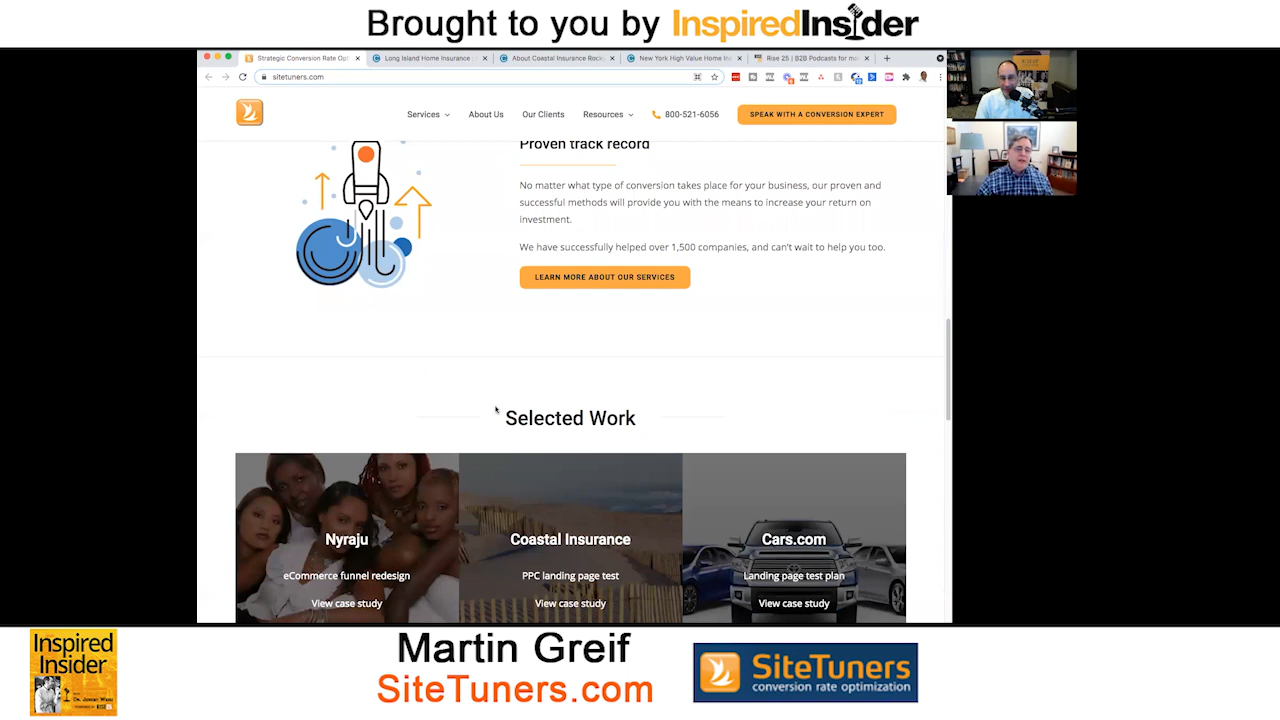 Brought to you by InspiredInsider
Strategic Conversion Rate Opt
Long Island Home Insurance
About Coastal Insurance Rock
New York High Value Home In
Rise 25 | B2B Podcasts for ma
sitetuners.com
Services
About Us
Our Clients
Resources
800-521-6056
SPEAK WITH A CONVERSION EXPERT
Proven track record
No matter what type of conversion takes place for your business, our proven and
successful methods will provide you with the means to increase your return on
investment.
We have successfully helped over 1,500 companies, and can't wait to help you too.
LEARN MORE ABOUT OUR SERVICES
Selected Work
Nyraju
eCommerce funnel redesign
View case study
Coastal Insurance
PPC landing page test
View case study
Cars.com
Landing page test plan
View case study
Inspired
Insider
Martin Greif
SiteTuners.com
SiteTuners
conversion rate optimization